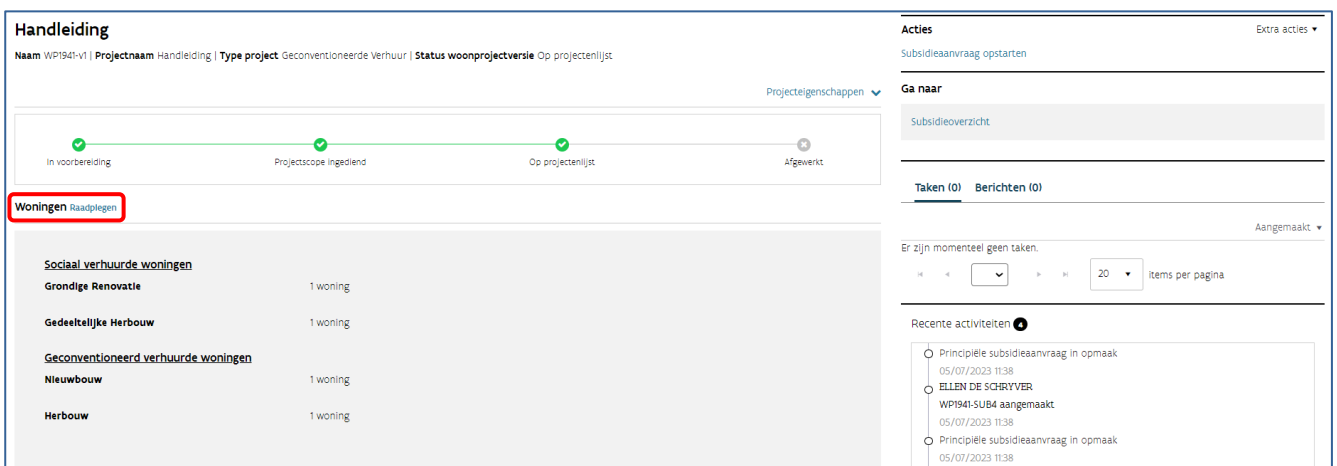 Handleiding
Naam WP1941-v1 | Projectnaam Handleiding | Type project Geconventioneerde Verhuur | Status woonprojectversie Op projectenlijst
Projecteigenschappen
In voorbereiding
Projectscope ingediend
Op projectenlijst
Afgewerkt
Woningen Raadplegen
Sociaal verhuurde woningen
Grondige Renovatie 1 woning
Gedeeltelijke Herbouw 1 woning
Geconventioneerd verhuurde woningen
Nieuwbouw 1 woning
Herbouw 1 woning
Acties Extra acties
Subsidieaanvraag opstarten
Ga naar
Subsidieoverzicht
Taken (0) Berichten (0)
Aangemaakt
Er zijn momenteel geen taken.
20 items per pagina
Recente activiteiten 4
Principiële subsidieaanvraag in opmaak
05/07/2023 11:38
ELLEN DE SCHRYVER
WP1941-SUB4 aangemaakt
05/07/2023 11:38
Principiële subsidieaanvraag in opmaak
05/07/2023 11:38